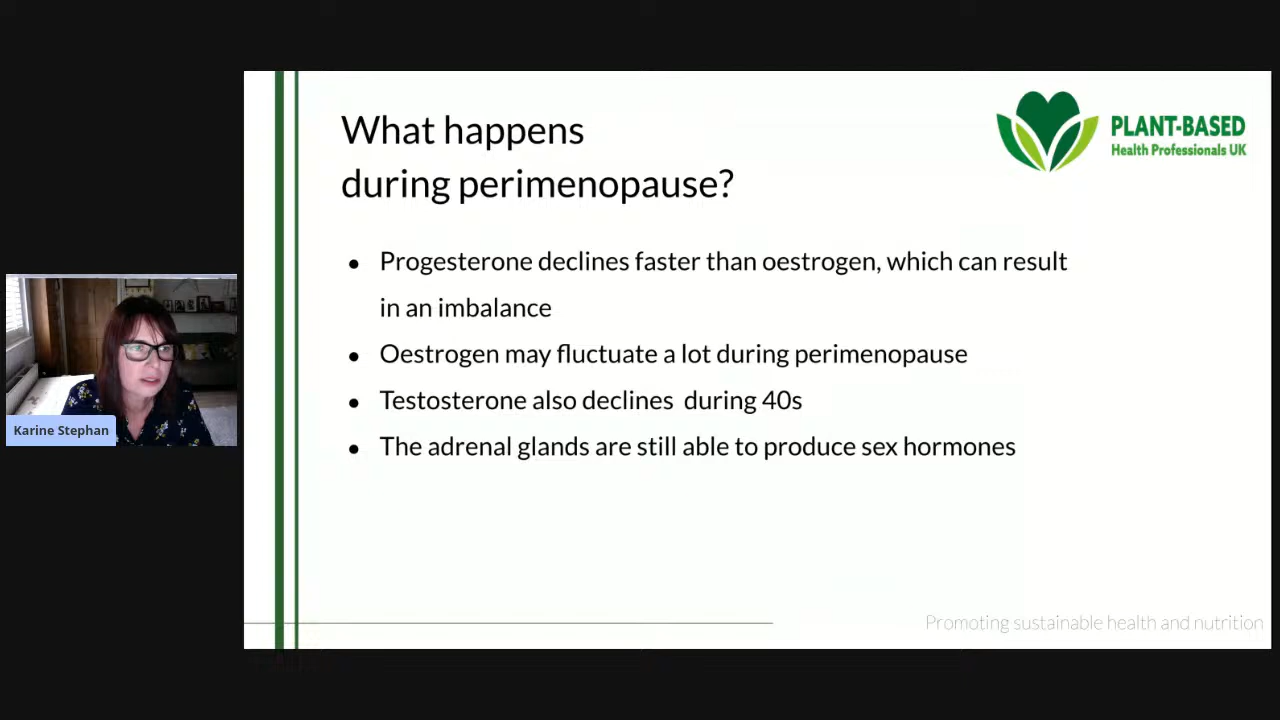 What happens
during perimenopause?
PLANT-BASED
Health Professionals UK
● Progesterone declines faster than oestrogen, which can result
in an imbalance
● Oestrogen may fluctuate a lot during perimenopause
● Testosterone also declines  during 40s
● The adrenal glands are still able to produce sex hormones
Karine Stephan
Promoting sustainable health and nutrition